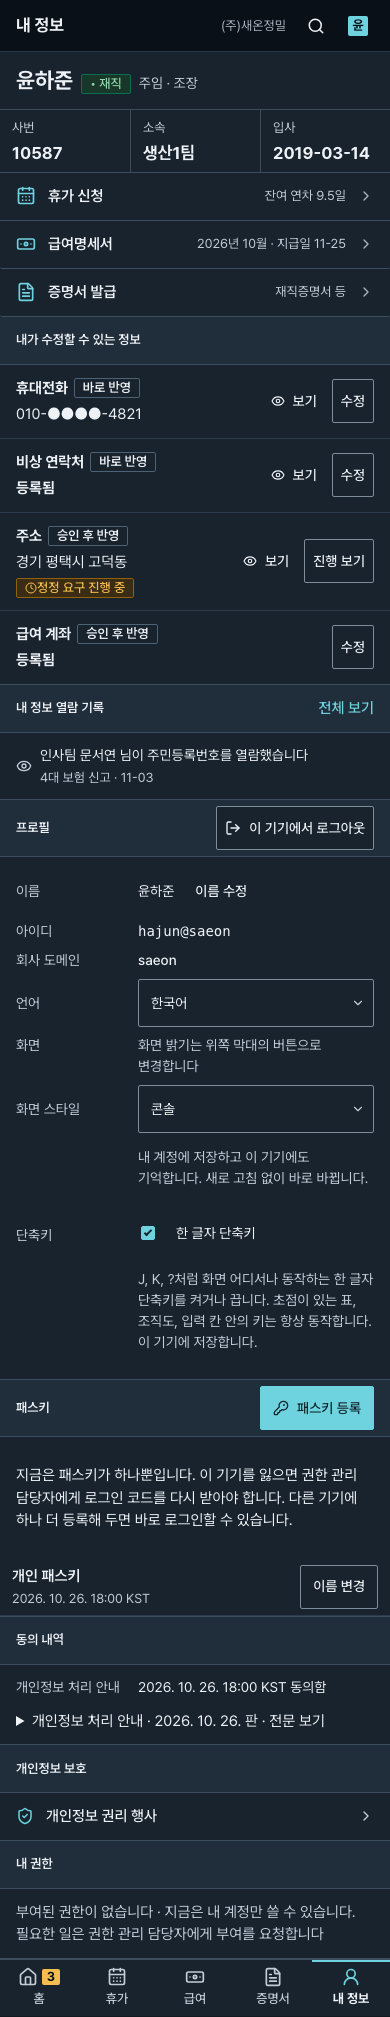 내 정보
(주)새온정밀
윤
윤하준 • 재직 주임 · 조장
사번 소속 입사
10587 생산1팀 2019-03-14
휴가 신청 잔여 연차 9.5일
급여명세서 2026년 10월 · 지급일 11-25
증명서 발급 재직증명서 등
내가 수정할 수 있는 정보
휴대전화 바로 반영
010-●●●●-4821
보기 수정
비상 연락처 바로 반영
등록됨
보기 수정
주소 승인 후 반영
경기 평택시 고덕동
정정 요구 진행 중
보기 진행 보기
급여 계좌 승인 후 반영
등록됨
수정
내 정보 열람 기록 전체 보기
인사팀 문서연 님이 주민등록번호를 열람했습니다
4대 보험 신고 · 11-03
프로필 이 기기에서 로그아웃
이름 윤하준 이름 수정
아이디 hajun@saeon
회사 도메인 saeon
언어 한국어
화면 화면 밝기는 위쪽 막대의 버튼으로
변경합니다
화면 스타일 콘솔
내 계정에 저장하고 이 기기에도
기억합니다. 새로 고침 없이 바로 바뀝니다.
단축키 한 글자 단축키
J, K, ?처럼 화면 어디서나 동작하는 한 글자
단축키를 켜거나 끕니다. 초점이 있는 표,
조직도, 입력 칸 안의 키는 항상 동작합니다.
이 기기에 저장합니다.
패스키 패스키 등록
지금은 패스키가 하나뿐입니다. 이 기기를 잃으면 권한 관리
담당자에게 로그인 코드를 다시 받아야 합니다. 다른 기기에
하나 더 등록해 두면 바로 로그인할 수 있습니다.
개인 패스키
2026. 10. 26. 18:00 KST
이름 변경
동의 내역
개인정보 처리 안내 2026. 10. 26. 18:00 KST 동의함
개인정보 처리 안내 · 2026. 10. 26. 판 · 전문 보기
개인정보 보호
개인정보 권리 행사
내 권한
부여된 권한이 없습니다 · 지금은 내 계정만 쓸 수 있습니다.
필요한 일은 권한 관리 담당자에게 부여를 요청합니다
3
홈 휴가 급여 증명서 내 정보